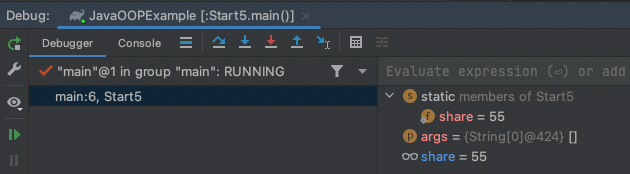 Debug: JavaOOPExample [:Start5.main()] ×
Debugger Console
"main"@1 in group "main": RUNNING
main:6, Start5
Evaluate expression (⏎) or add
s static members of Start5
f share = 55
p args = {String[0]@424} []
share = 55